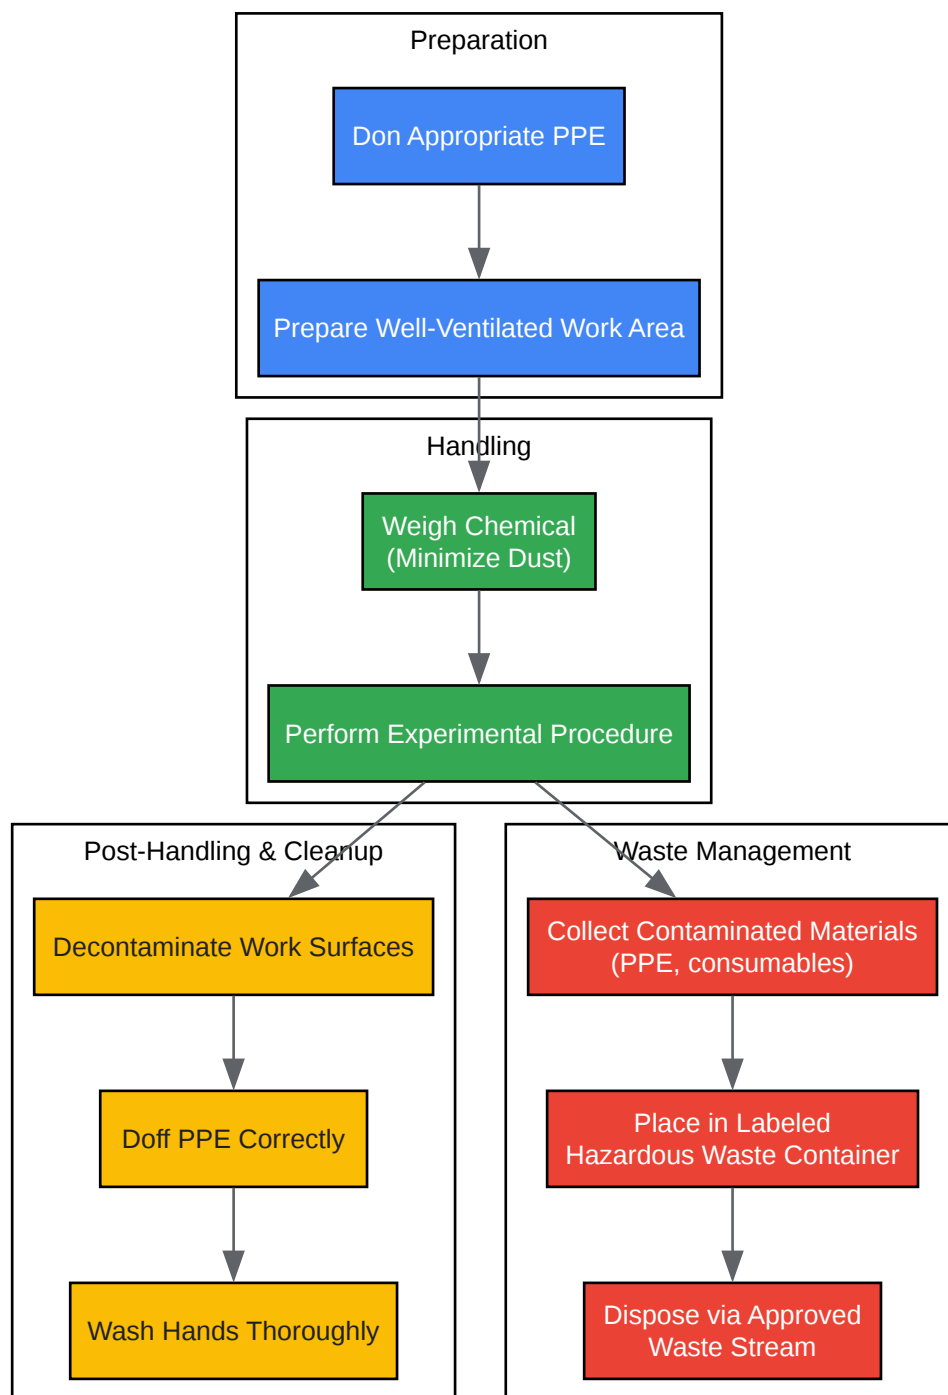 Preparation
Don Appropriate PPE
Prepare Well-Ventilated Work Area
Handling
Weigh Chemical
(Minimize Dust)
Perform Experimental Procedure
Post-Handling & Cleanup
Decontaminate Work Surfaces
Doff PPE Correctly
Wash Hands Thoroughly
Waste Management
Collect Contaminated Materials
(PPE, consumables)
Place in Labeled
Hazardous Waste Container
Dispose via Approved
Waste Stream